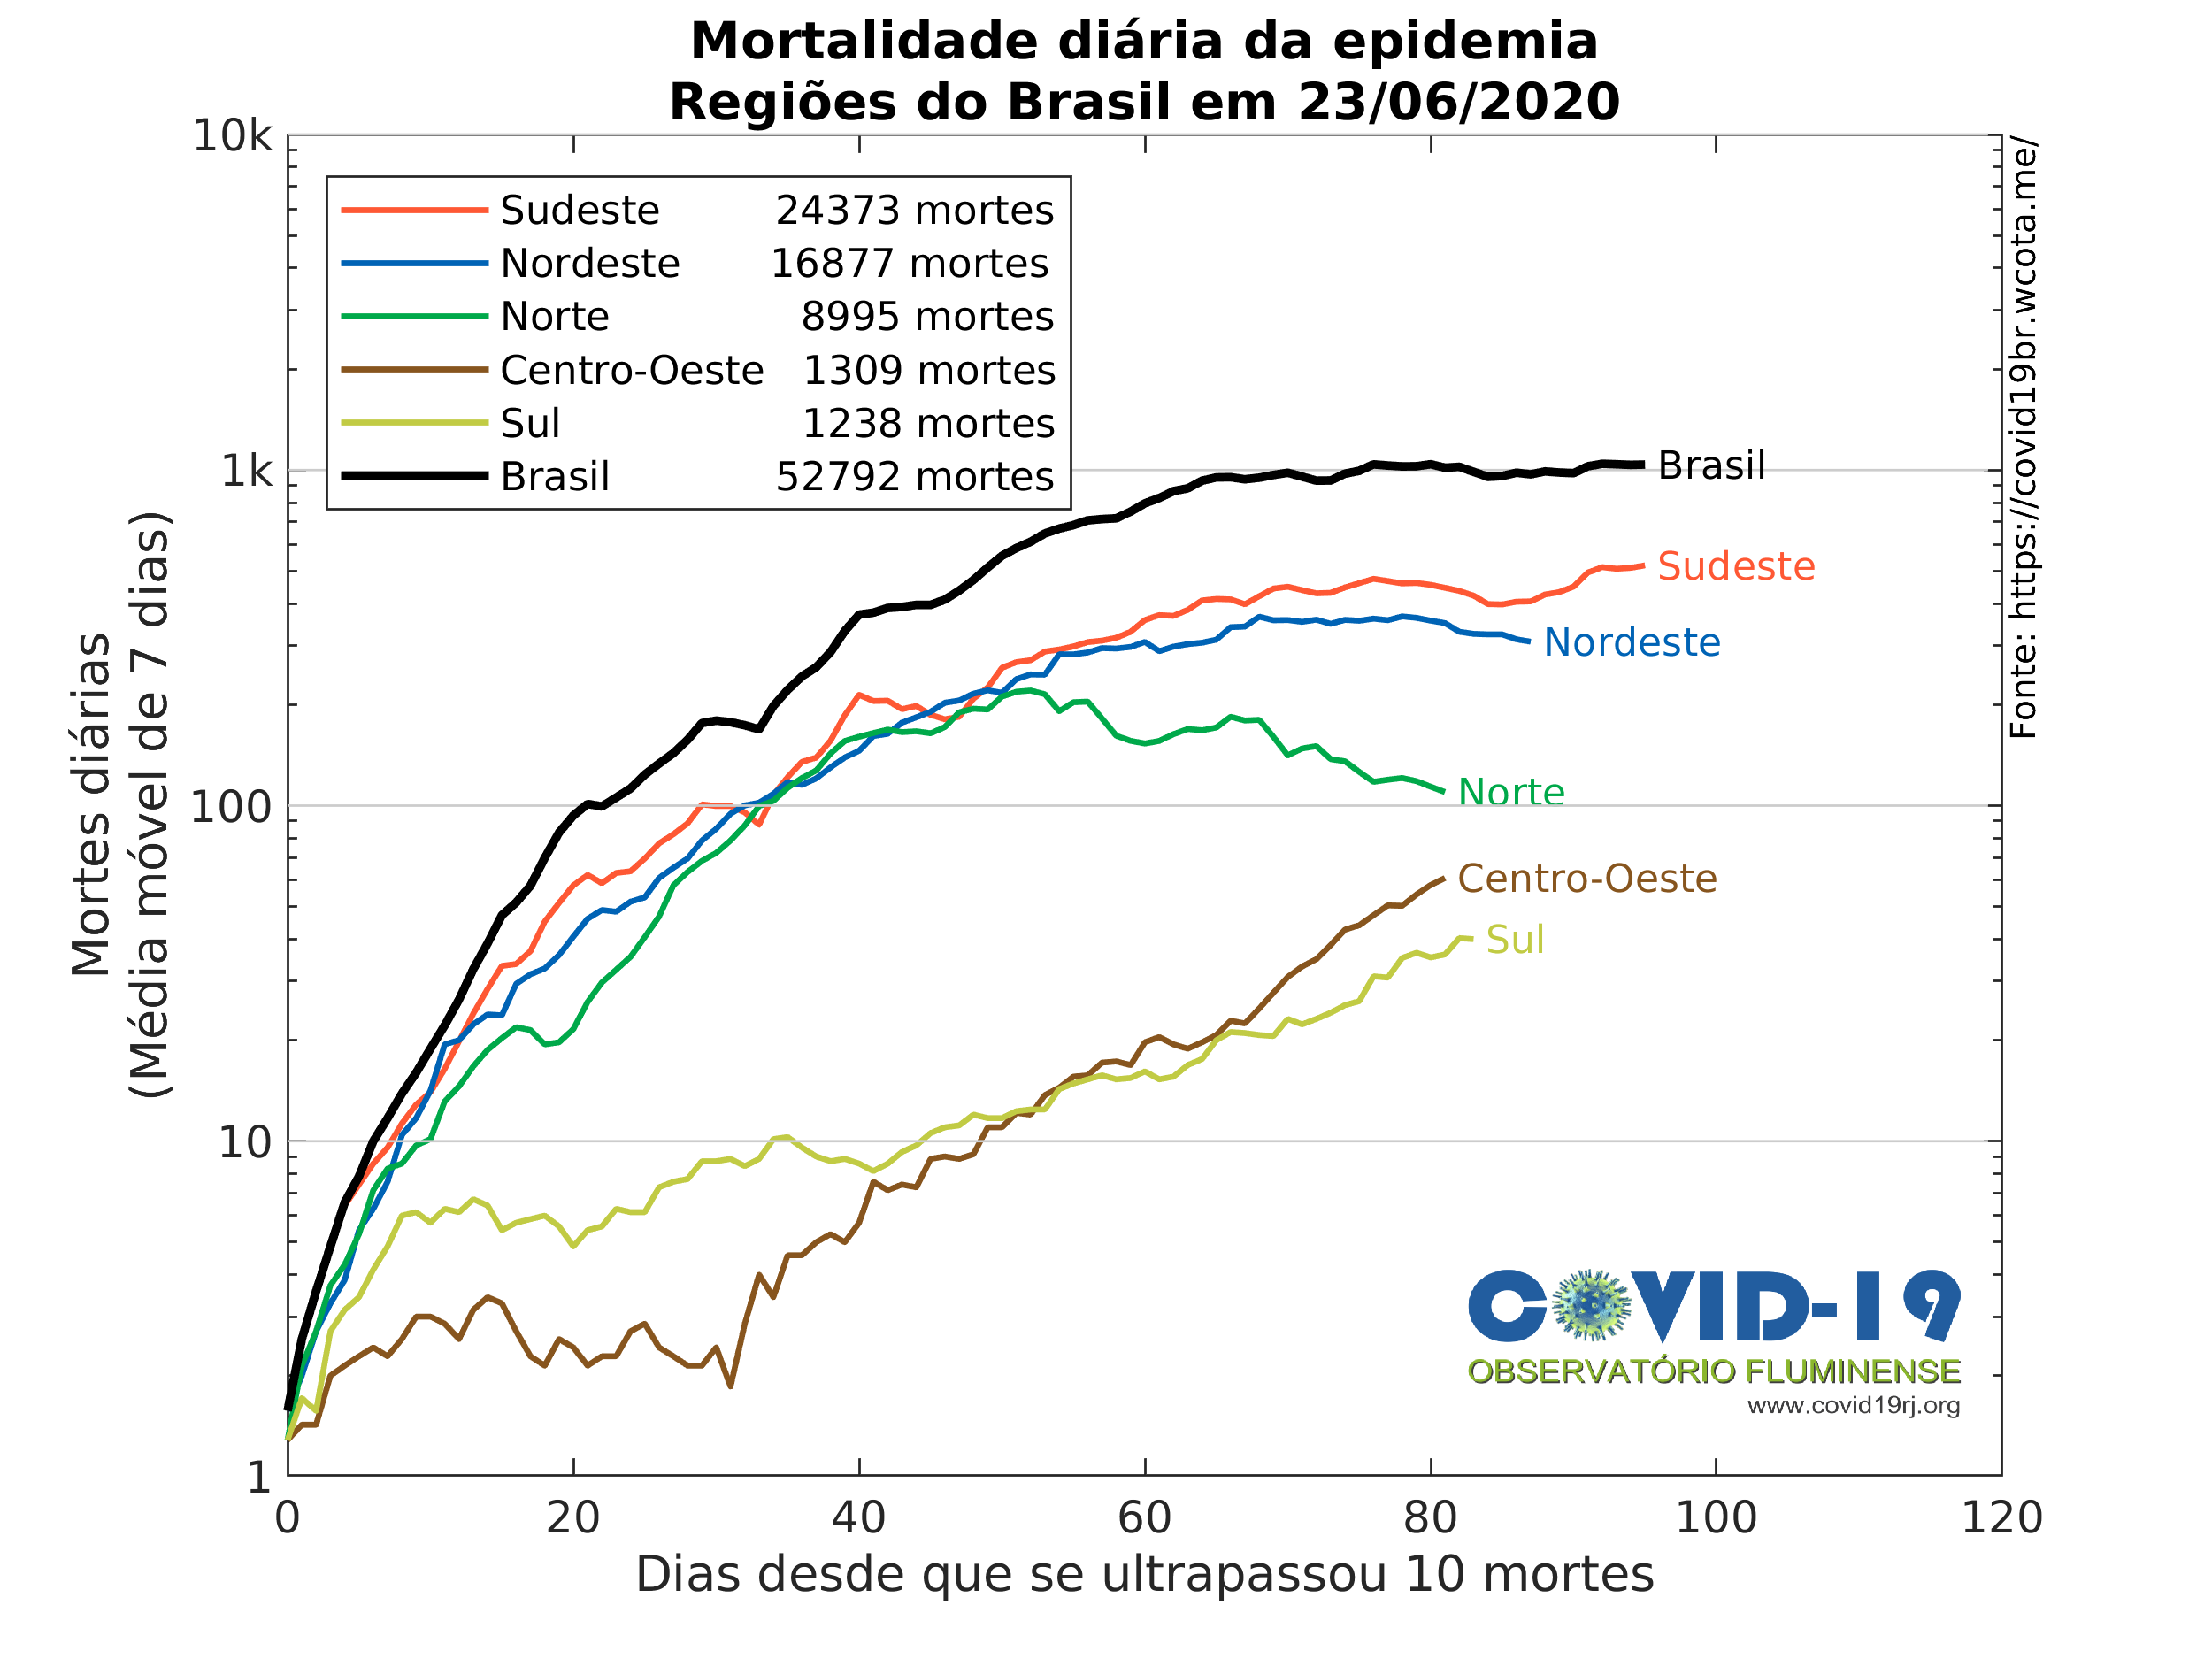 Mortalidade diária da epidemia
Regiões do Brasil em 23/06/2020
10k
1k
100
10
1
Mortes diárias
(Média móvel de 7 dias)
Sudeste 24373 mortes
Nordeste 16877 mortes
Norte 8995 mortes
Centro-Oeste 1309 mortes
Sul 1238 mortes
Brasil 52792 mortes
Brasil
Sudeste
Nordeste
Norte
Centro-Oeste
Sul
Fonte: https://covid19br.wcota.me/
COVID-19
OBSERVATÓRIO FLUMINENSE
www.covid19rj.org
0 20 40 60 80 100 120
Dias desde que se ultrapassou 10 mortes